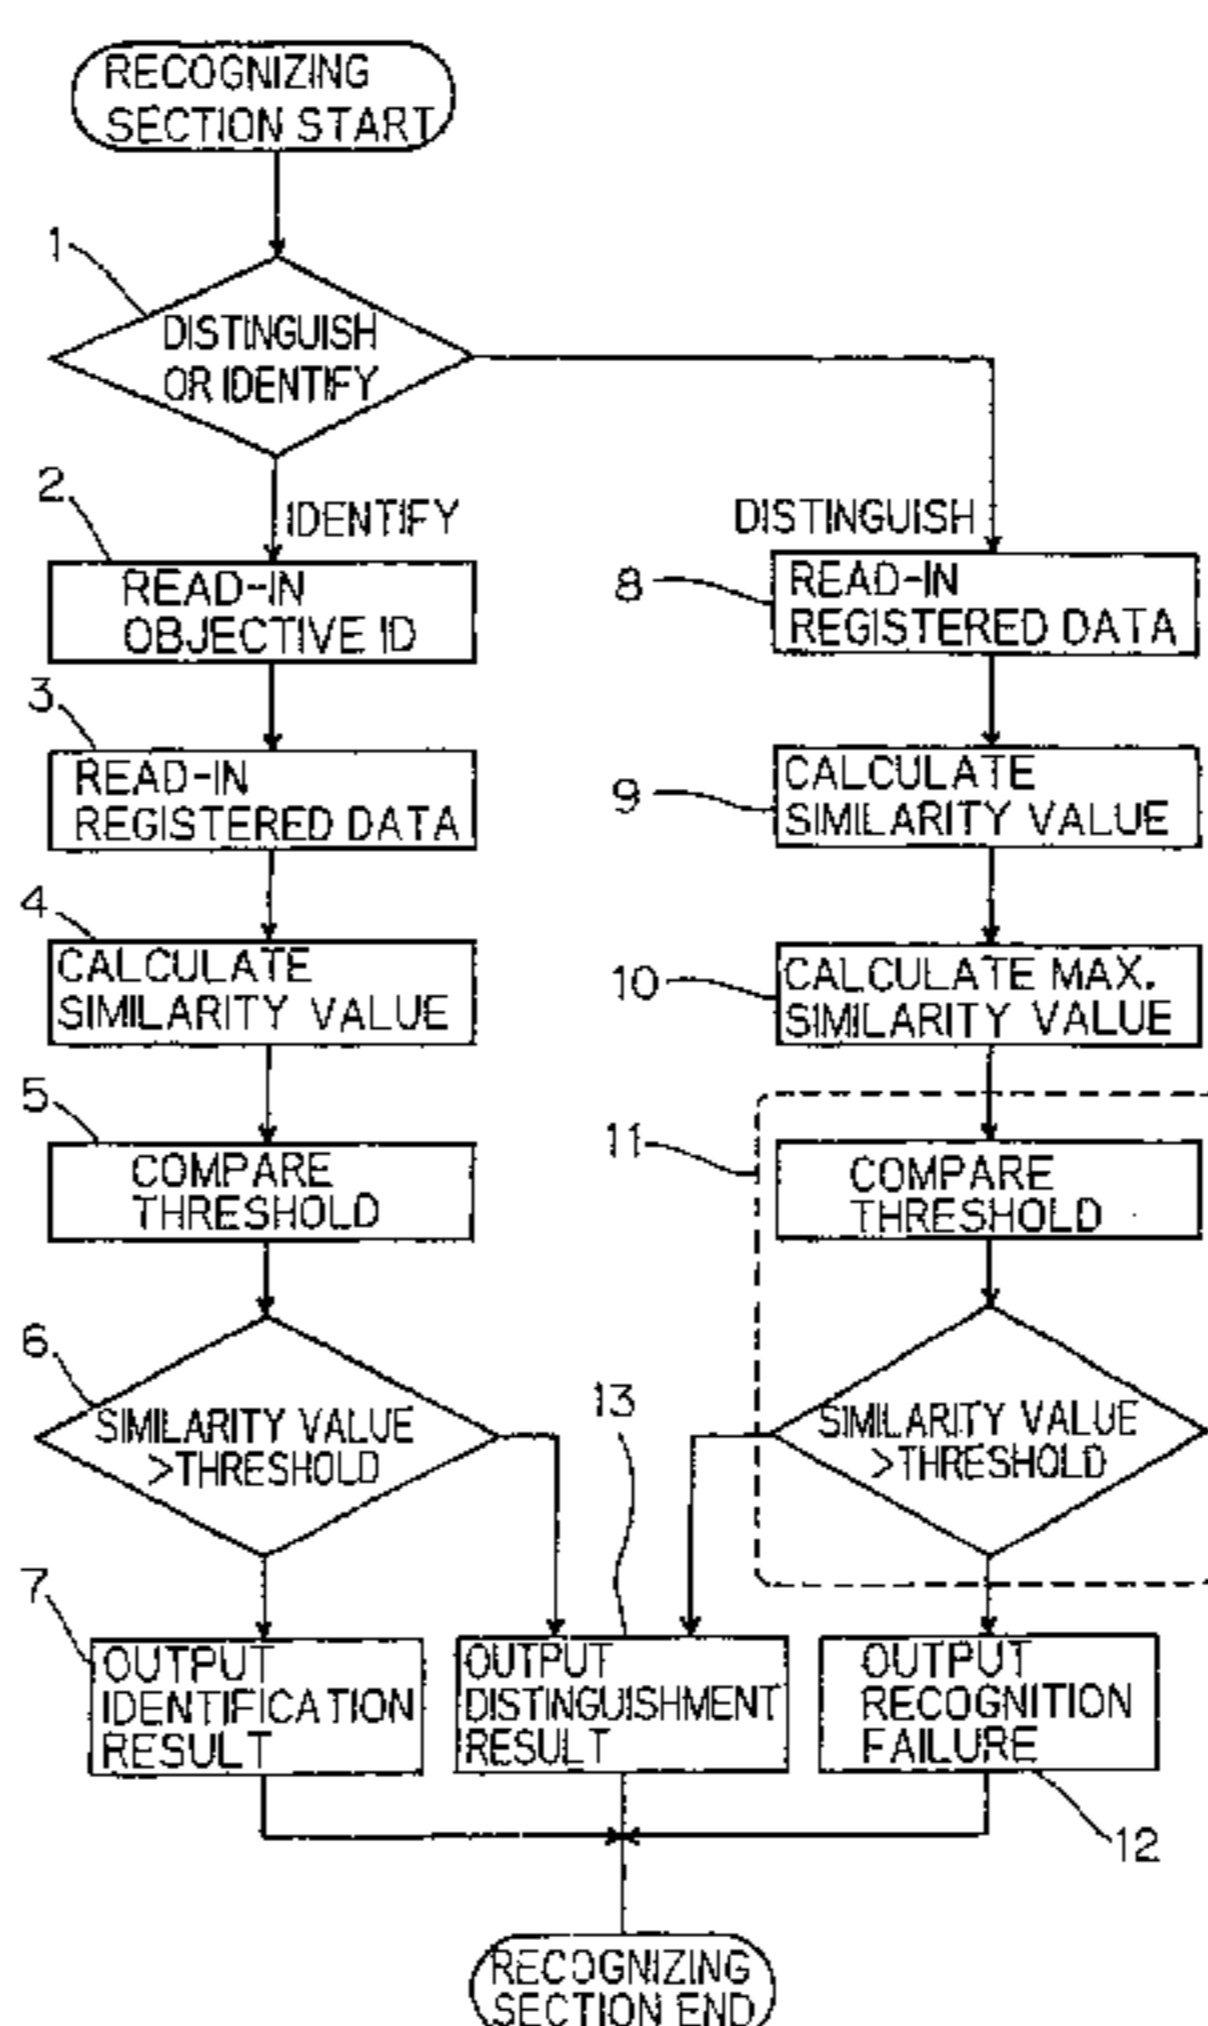 RECOGNIZING
SECTION START
1
DISTINGUISH
OR IDENTIFY
2
IDENTIFY
READ-IN
OBJECTIVE ID
3
READ-IN
REGISTERED DATA
4
CALCULATE
SIMILARITY VALUE
5
COMPARE
THRESHOLD
6
SIMILARITY VALUE
>THRESHOLD
7
OUTPUT
IDENTIFICATION
RESULT
DISTINGUISH
8
READ-IN
REGISTERED DATA
9
CALCULATE
SIMILARITY VALUE
10
CALCULATE MAX.
SIMILARITY VALUE
11
COMPARE
THRESHOLD
SIMILARITY VALUE
>THRESHOLD
13
OUTPUT
DISTINGUISHMENT
RESULT
OUTPUT
RECOGNITION
FAILURE
12
RECOGNIZING
SECTION END